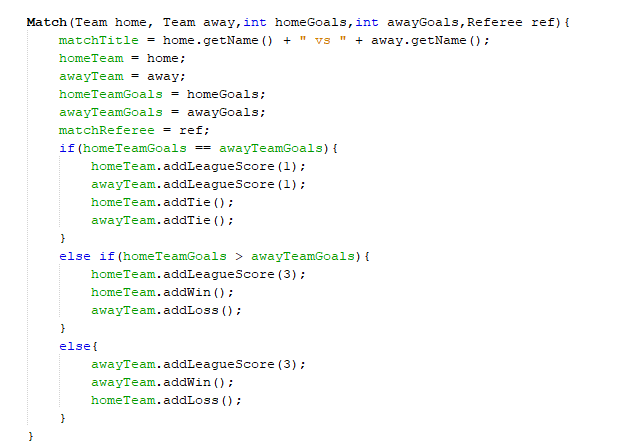 Match(Team home, Team away,int homeGoals,int awayGoals,Referee ref){
    matchTitle = home.getName() + " vs " + away.getName();
    homeTeam = home;
    awayTeam = away;
    homeTeamGoals = homeGoals;
    awayTeamGoals = awayGoals;
    matchReferee = ref;
    if(homeTeamGoals == awayTeamGoals){
        homeTeam.addLeagueScore(1);
        awayTeam.addLeagueScore(1);
        homeTeam.addTie();
        awayTeam.addTie();
    }
    else if(homeTeamGoals > awayTeamGoals){
        homeTeam.addLeagueScore(3);
        homeTeam.addWin();
        awayTeam.addLoss();
    }
    else{
        awayTeam.addLeagueScore(3);
        awayTeam.addWin();
        homeTeam.addLoss();
    }
}